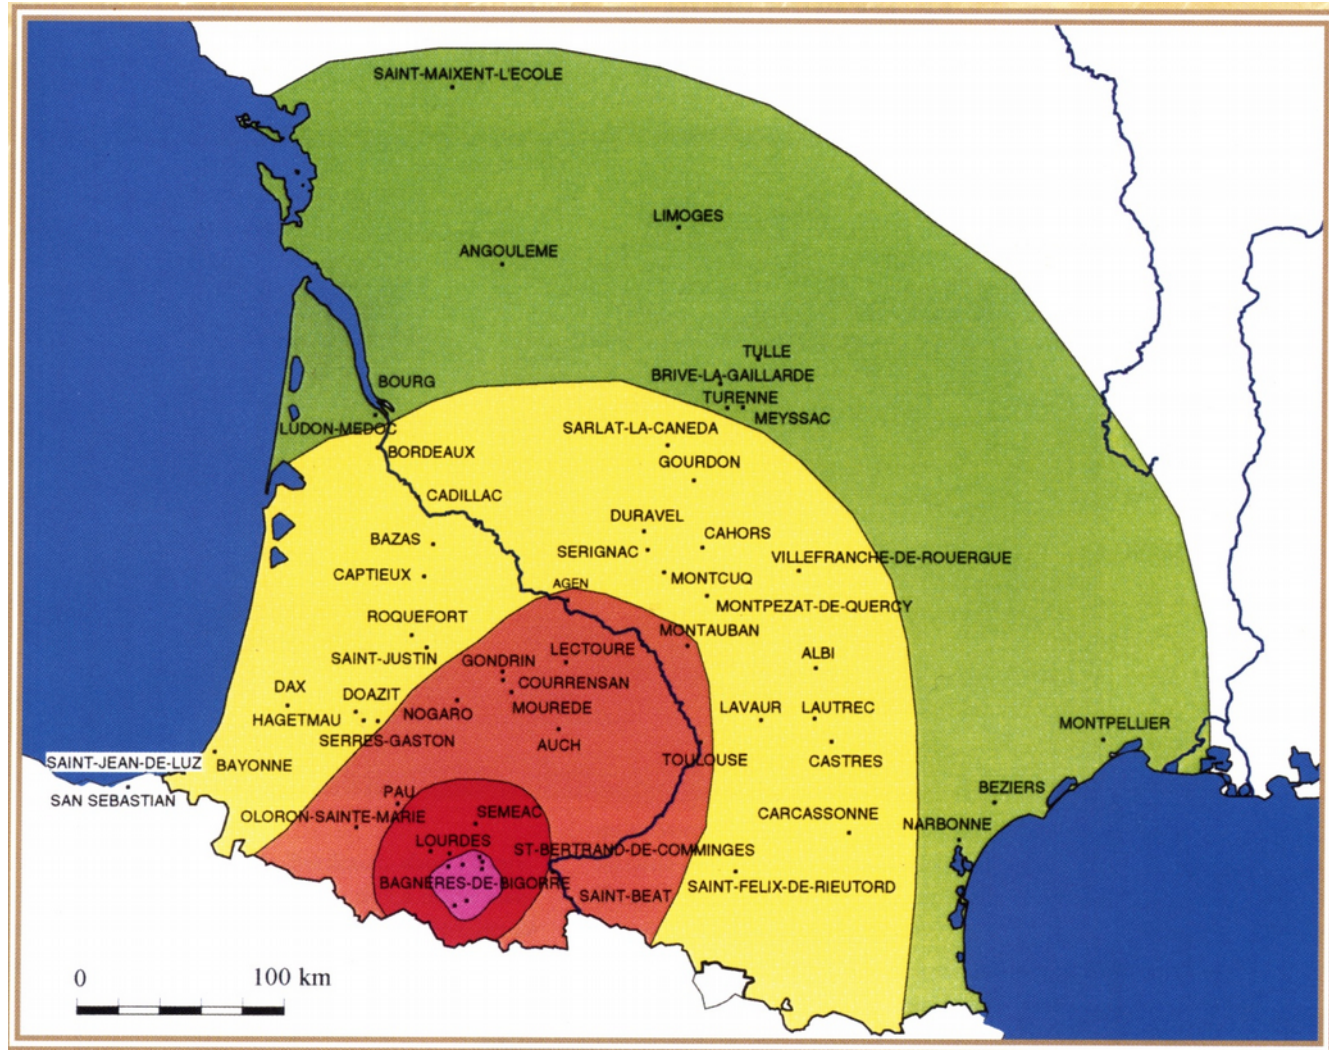 SAINT-MAIXENT-L'ECOLE
LIMOGES
ANGOULEME
TULLE
BRIVE-LA-GAILLARDE
BOURG
TURENNE
MEYSSAC
LUDON-MEDOC
SARLAT-LA-CANEDA
BORDEAUX
GOURDON
CADILLAC
DURAVEL
CAHORS
BAZAS
SERIGNAC
VILLEFRANCHE-DE-ROUERGUE
CAPTIEUX
MONTCUQ
AGEN
MONTPEZAT-DE-QUERCY
ROQUEFORT
MONTAUBAN
LECTOURE
SAINT-JUSTIN
GONDRIN
ALBI
COURRENSAN
DAX
DOAZIT
MOUREDE
LAVAUR
LAUTREC
NOGARO
HAGETMAU
MONTPELLIER
SERRES-GASTON
AUCH
TOULOUSE
CASTRES
SAINT-JEAN-DE-LUZ
BAYONNE
BEZIERS
PAU
SAN SEBASTIAN
SEMEAC
CARCASSONNE
OLORON-SAINTE-MARIE
NARBONNE
LOURDES
ST-BERTRAND-DE-COMMINGES
BAGNERES-DE-BIGORRE
SAINT-FELIX-DE-RIEUTORD
SAINT-BEAT
0 100 km